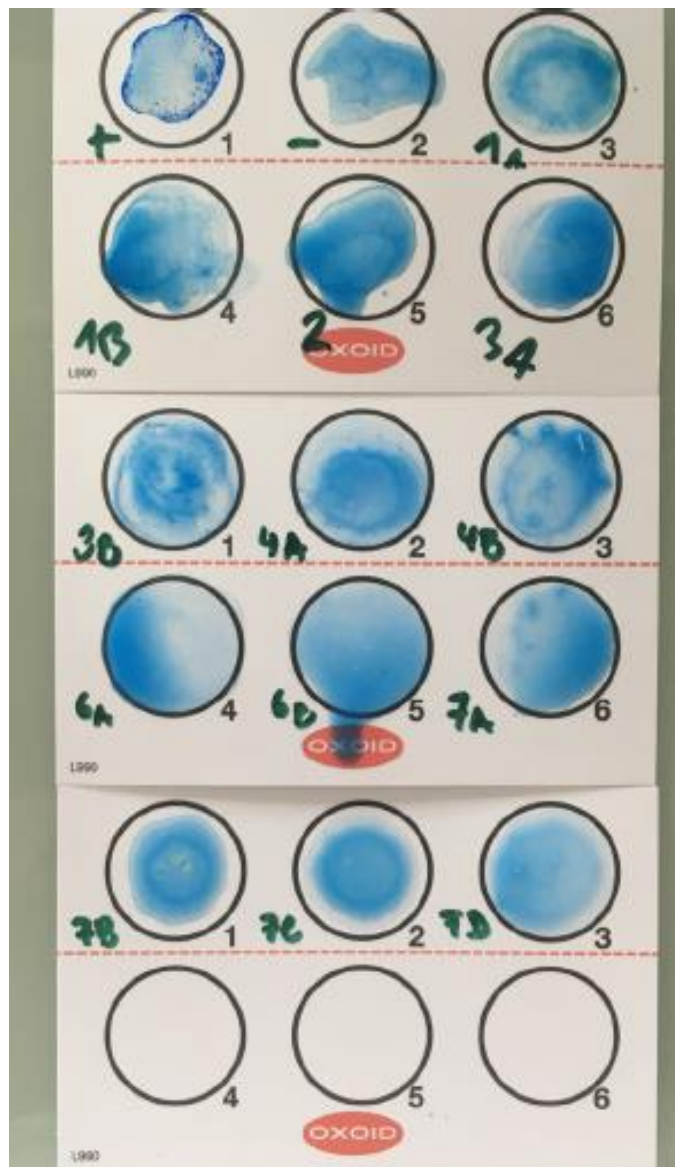 1 2 3
+ - 1A
4 5 6
1B 2 3A
OXOID
L990
1 2 3
3B 4A 4B
4 5 6
6A 6B 7A
OXOID
L990
1 2 3
7B 7C 7D
4 5 6
OXOID
L990